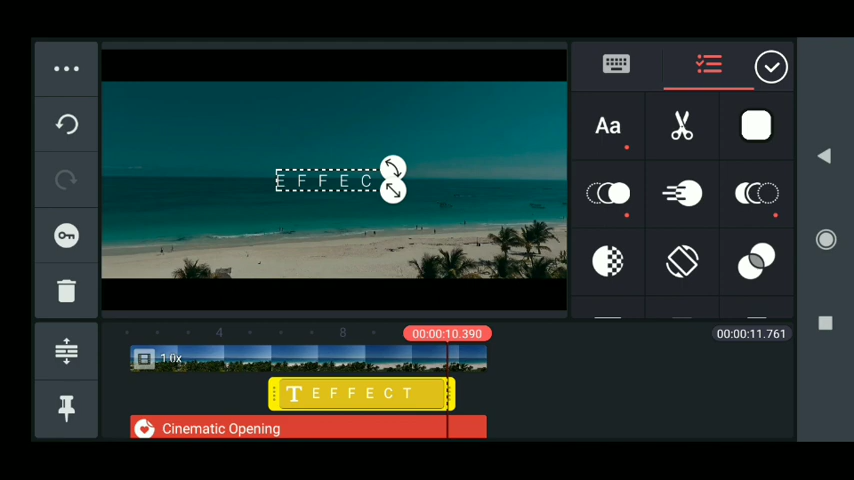 Aa
E F F E C
4
8
00:00:10.390
00:00:11.761
1.0x
T E F F E C T
Cinematic Opening